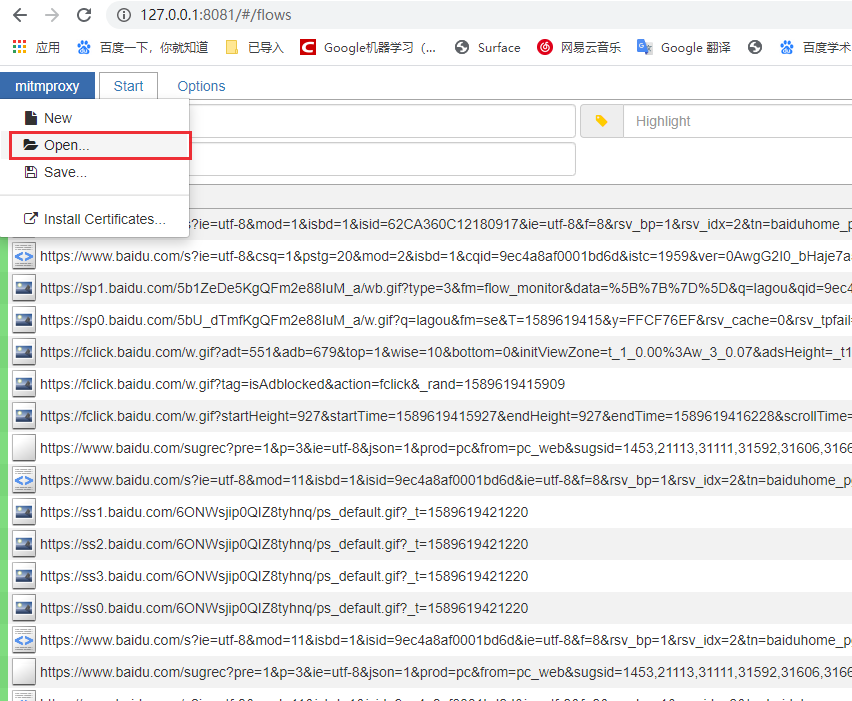 127.0.0.1:8081/#/flows
应用 百度一下，你就知道 已导入 Google机器学习（... Surface 网易云音乐 Google 翻译 百度学术
mitmproxy Start Options
New
Highlight
Open...
Save...
Install Certificates...
s?ie=utf-8&mod=1&isbd=1&isid=62CA360C12180917&ie=utf-8&f=8&rsv_bp=1&rsv_idx=2&tn=baiduhome_p
https://www.baidu.com/s?ie=utf-8&csq=1&pstg=20&mod=2&isbd=1&cqid=9ec4a8af0001bd6d&istc=1959&ver=0AwgG2I0_bHaje7a
https://sp1.baidu.com/5b1ZeDe5KgQFm2e88IuM_a/wb.gif?type=3&fm=flow_monitor&data=%5B%7B%7D%5D&q=lagou&qid=9ec4
https://sp0.baidu.com/5bU_dTmfKgQFm2e88IuM_a/w.gif?q=lagou&fm=se&T=1589619415&y=FFCF76EF&rsv_cache=0&rsv_tpfail=
https://fclick.baidu.com/w.gif?adt=551&adb=679&top=1&wise=10&bottom=0&initViewZone=t_1_0.00%3Aw_3_0.07&adsHeight=_t1
https://fclick.baidu.com/w.gif?tag=isAdblocked&action=fclick&_rand=1589619415909
https://fclick.baidu.com/w.gif?startHeight=927&startTime=1589619415927&endHeight=927&endTime=1589619416228&scrollTime=
https://www.baidu.com/sugrec?pre=1&p=3&ie=utf-8&json=1&prod=pc&from=pc_web&sugsid=1453,21113,31111,31592,31606,3166
https://www.baidu.com/s?ie=utf-8&mod=11&isbd=1&isid=9ec4a8af0001bd6d&ie=utf-8&f=8&rsv_bp=1&rsv_idx=2&tn=baiduhome_p
https://ss1.baidu.com/6ONWsjip0QIZ8tyhnq/ps_default.gif?_t=1589619421220
https://ss2.baidu.com/6ONWsjip0QIZ8tyhnq/ps_default.gif?_t=1589619421220
https://ss3.baidu.com/6ONWsjip0QIZ8tyhnq/ps_default.gif?_t=1589619421220
https://ss0.baidu.com/6ONWsjip0QIZ8tyhnq/ps_default.gif?_t=1589619421220
https://www.baidu.com/s?ie=utf-8&mod=11&isbd=1&isid=9ec4a8af0001bd6d&ie=utf-8&f=8&rsv_bp=1&rsv_idx=2&tn=baiduhome_p
https://www.baidu.com/sugrec?pre=1&p=3&ie=utf-8&json=1&prod=pc&from=pc_web&sugsid=1453,21113,31111,31592,31606,3166